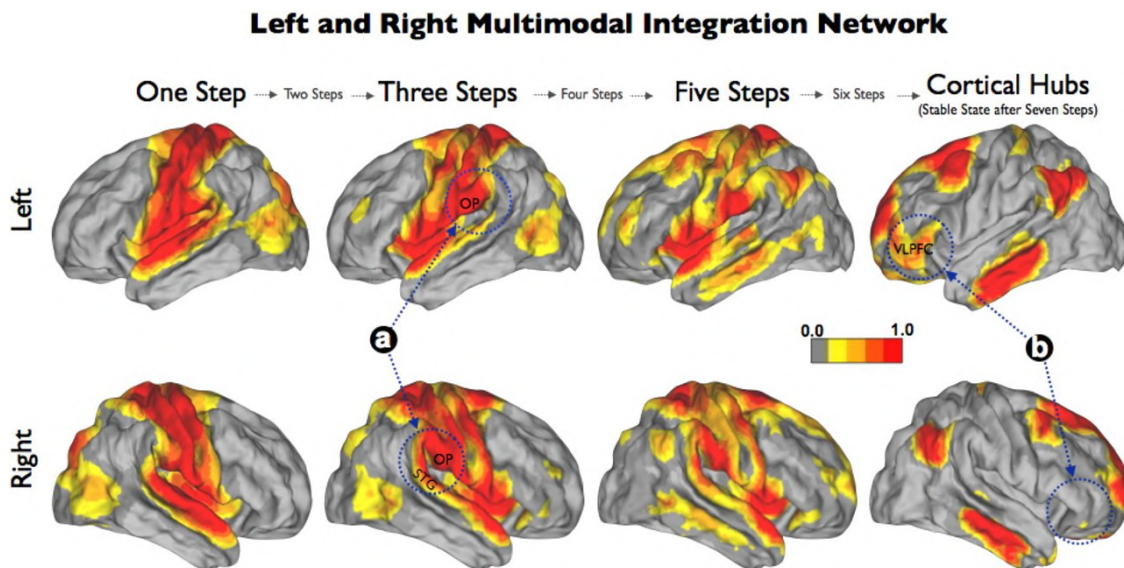 Left and Right Multimodal Integration Network
One Step Two Steps Three Steps Four Steps Five Steps Six Steps Cortical Hubs
(Stable State after Seven Steps)
Left
OP
VLPFC
a
0.0 1.0
b
Right
OP
STG